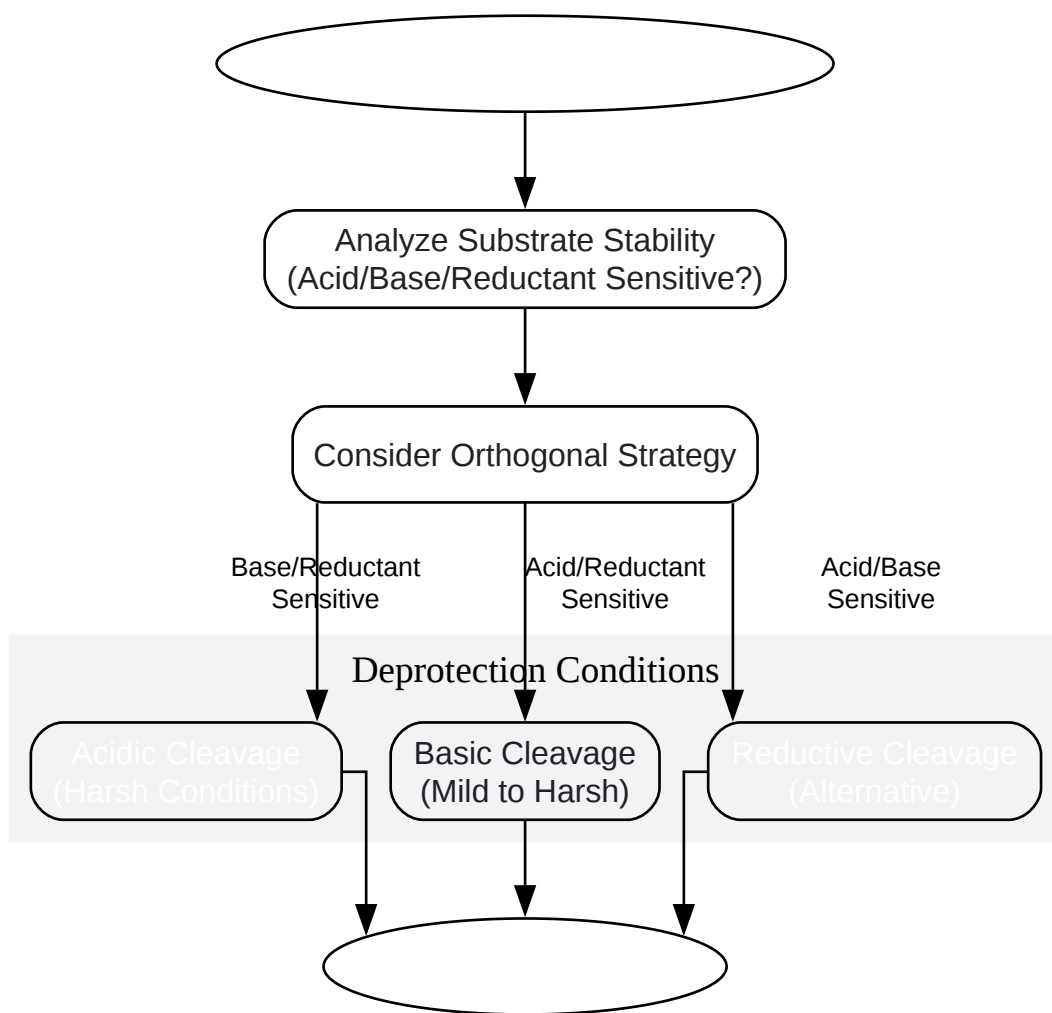 Analyze Substrate Stability
(Acid/Base/Reductant Sensitive?)
Consider Orthogonal Strategy
Base/Reductant
Sensitive
Acid/Reductant
Sensitive
Acid/Base
Sensitive
Deprotection Conditions
Acidic Cleavage
(Harsh Conditions)
Basic Cleavage
(Mild to Harsh)
Reductive Cleavage
(Alternative)